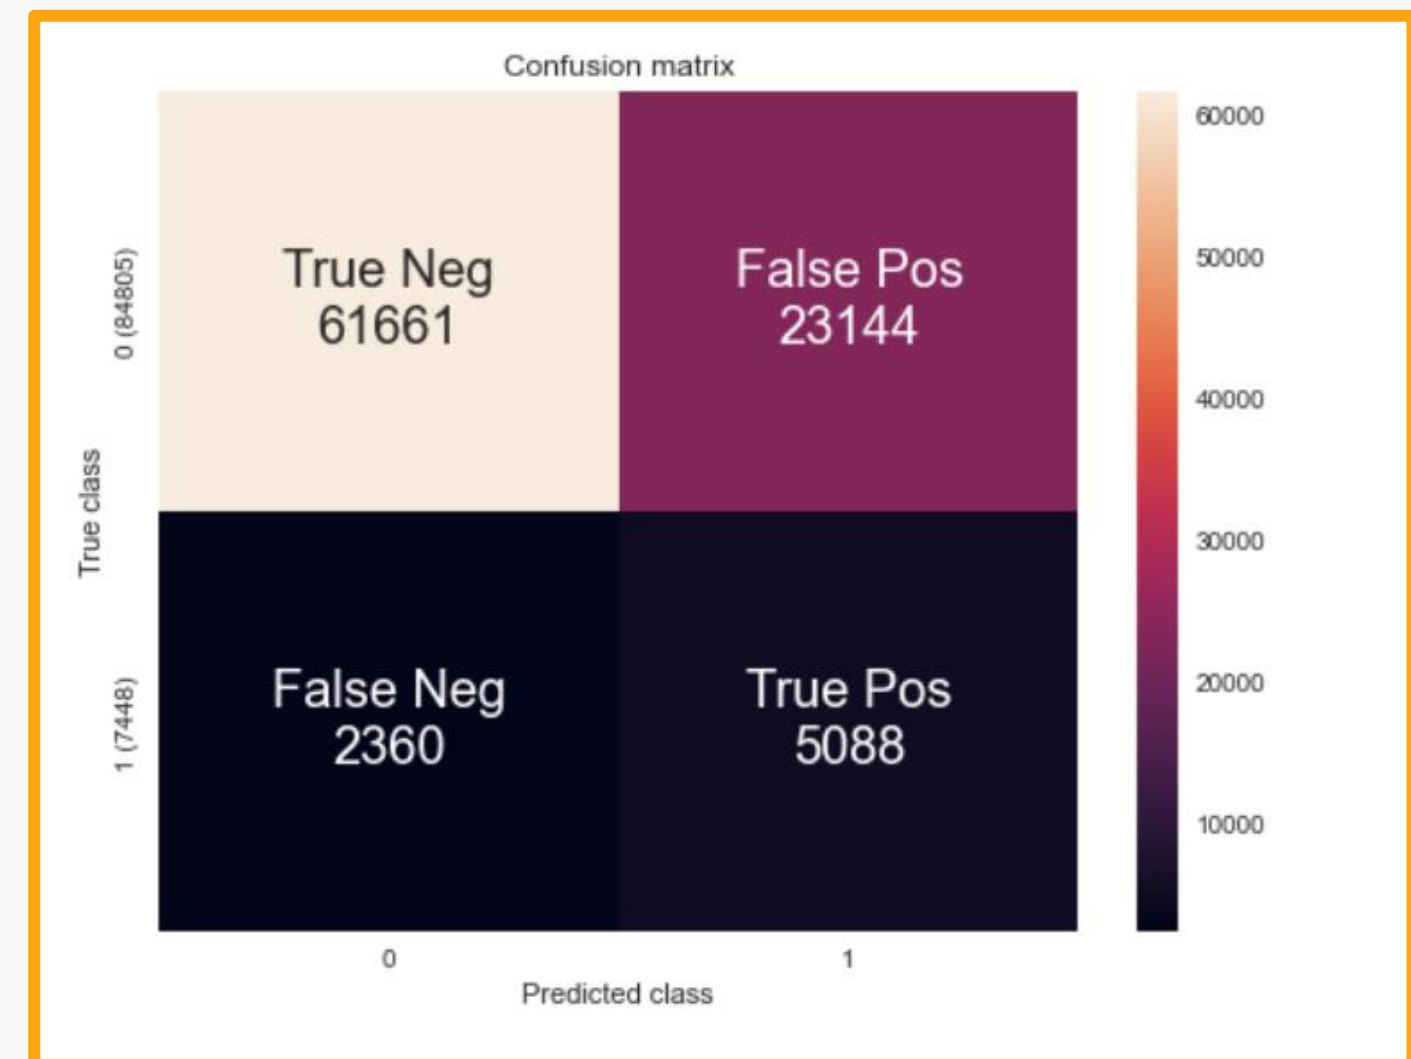 Confusion matrix
True Neg
61661
False Pos
23144
False Neg
2360
True Pos
5088
True class
0 (84805)
1 (7448)
0
1
Predicted class
60000
50000
40000
30000
20000
10000